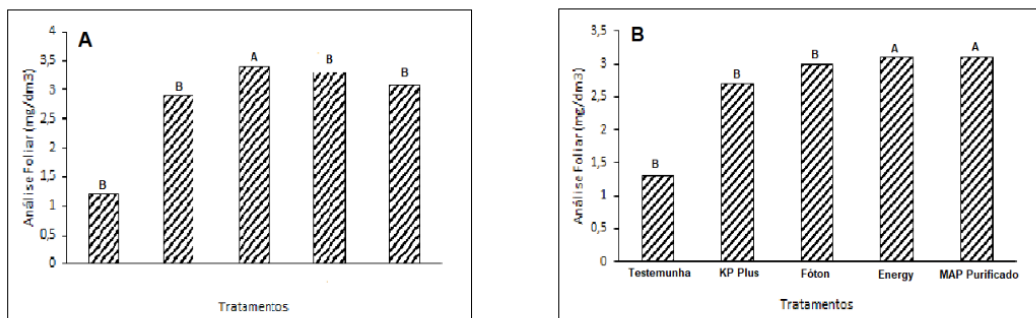 A
Análise Foliar (mg/dm3)
4
3,5
3
2,5
2
1,5
1
0,5
0
B
B
A
B
B
Tratamentos
B
Análise Foliar (mg/dm3)
3,5
3
2,5
2
1,5
1
0,5
0
B
B
B
A
A
Testemunha KP Plus Fóton Energy MAP Purificado
Tratamentos